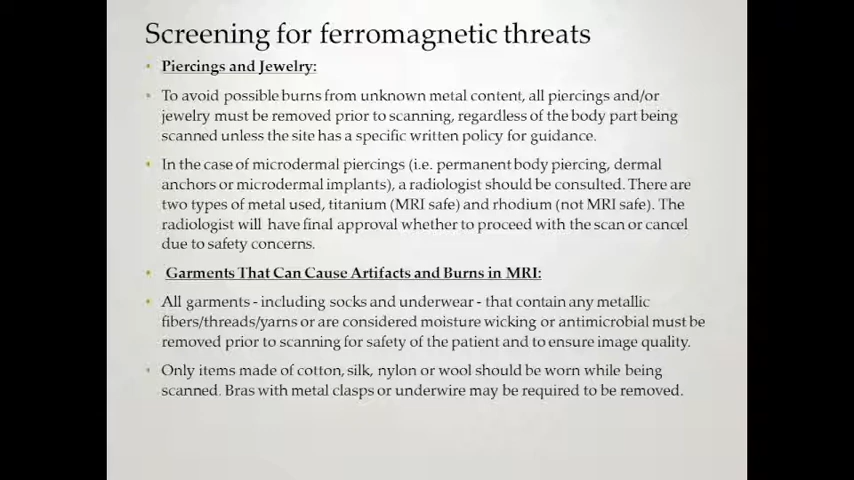 Screening for ferromagnetic threats
• Piercings and Jewelry:
• To avoid possible burns from unknown metal content, all piercings and/or
jewelry must be removed prior to scanning, regardless of the body part being
scanned unless the site has a specific written policy for guidance.
• In the case of microdermal piercings (i.e. permanent body piercing, dermal
anchors or microdermal implants), a radiologist should be consulted. There are
two types of metal used, titanium (MRI safe) and rhodium (not MRI safe). The
radiologist will have final approval whether to proceed with the scan or cancel
due to safety concerns.
• Garments That Can Cause Artifacts and Burns in MRI:
• All garments - including socks and underwear - that contain any metallic
fibers/threads/yarns or are considered moisture wicking or antimicrobial must be
removed prior to scanning for safety of the patient and to ensure image quality.
• Only items made of cotton, silk, nylon or wool should be worn while being
scanned. Bras with metal clasps or underwire may be required to be removed.